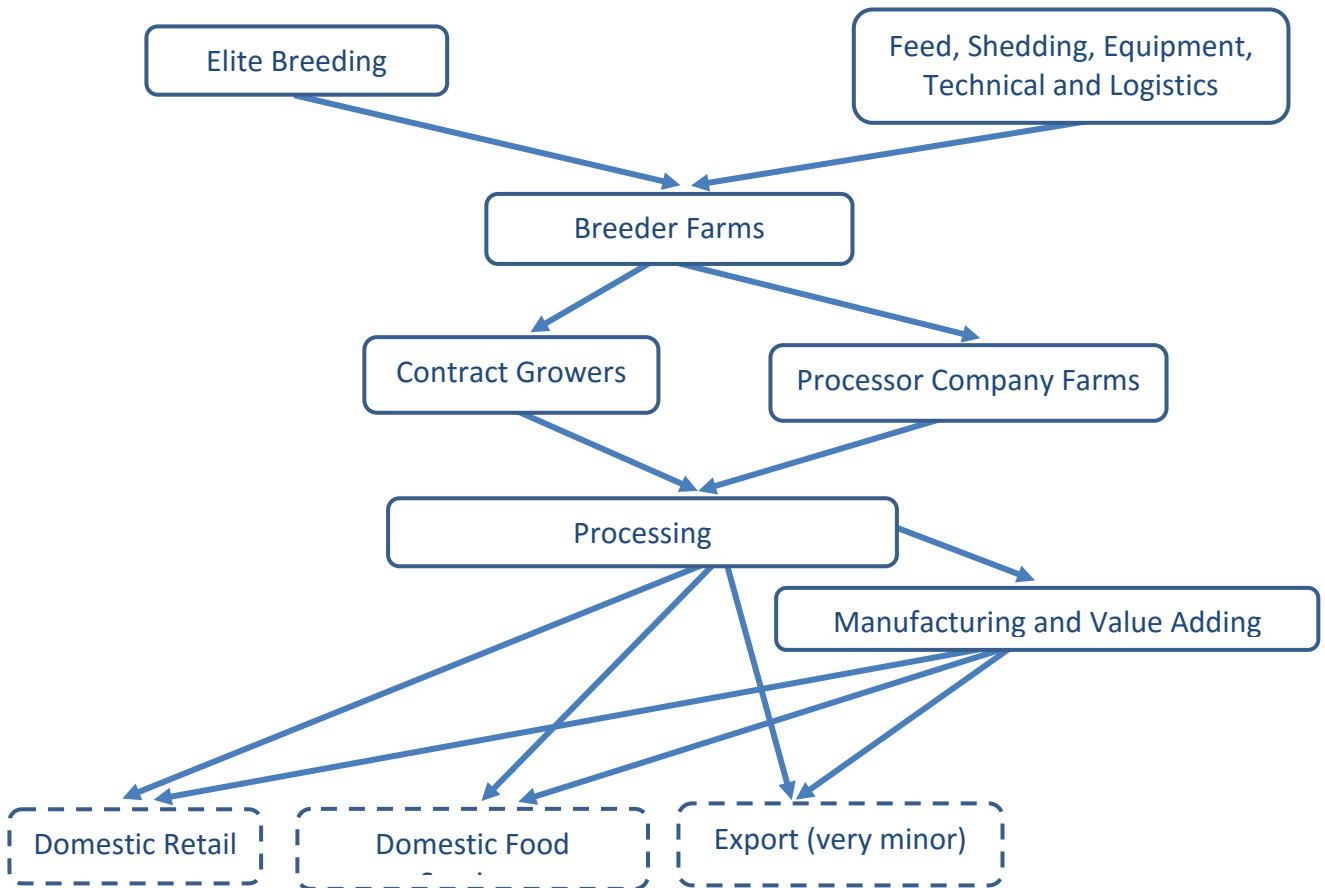 Elite Breeding
Feed, Shedding, Equipment,
Technical and Logistics
Breeder Farms
Contract Growers
Processor Company Farms
Processing
Manufacturing and Value Adding
Domestic Retail
Domestic Food
Export (very minor)